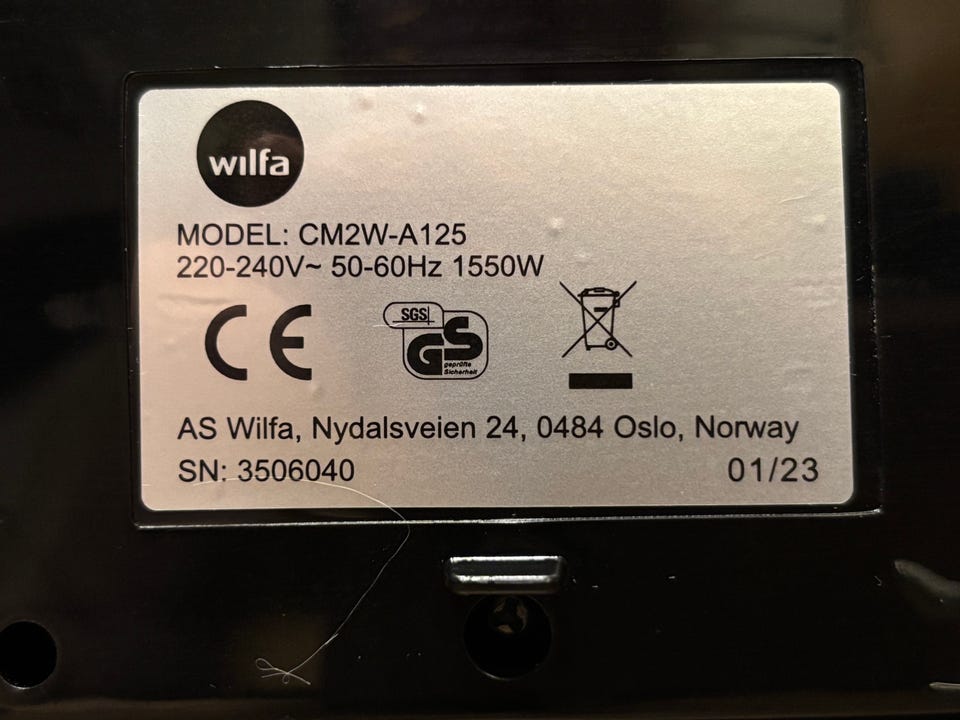 wilfa
MODEL: CM2W-A125
220-240V~ 50-60Hz 1550W
CE
SGS
GS
geprüfte
Sicherheit
AS Wilfa, Nydalsveien 24, 0484 Oslo, Norway
SN: 3506040
01/23